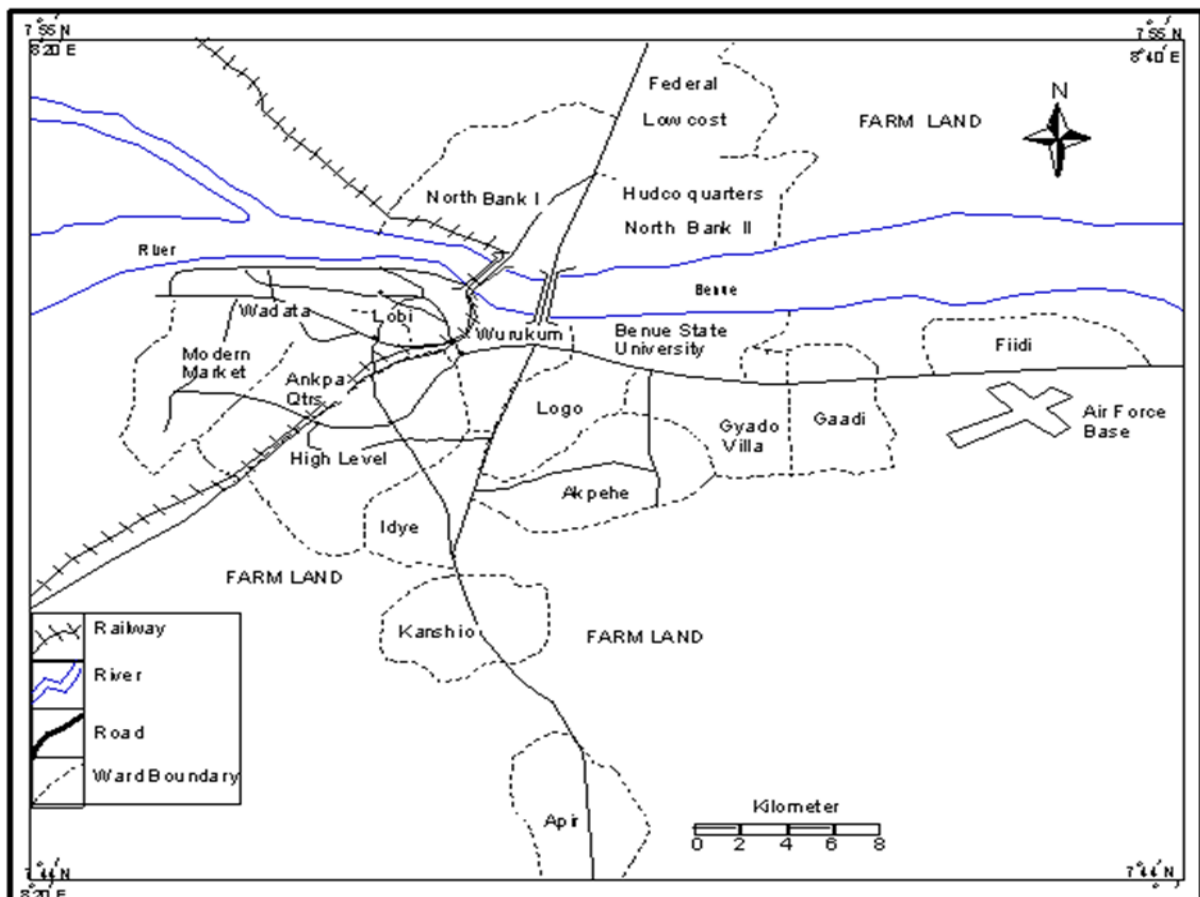 7°55'N
8°20'E
7°55'N
8°40'E
Federal
Low cost
FARM LAND
N
North Bank I
Hudco quarters
North Bank II
River
Benue
Wadata
Lobi
Wurukum
Benue State
University
Fiidi
Modern
Market
Ankpa
Qtrs
Logo
Gyado
Villa
Gaadi
Air Force
Base
High Level
Akpehe
Idye
FARM LAND
Kanshio
FARM LAND
Railway
River
Road
Ward Boundary
Apir
Kilometer
0 2 4 6 8
7°44'N
8°20'E
7°44'N
8°40'E